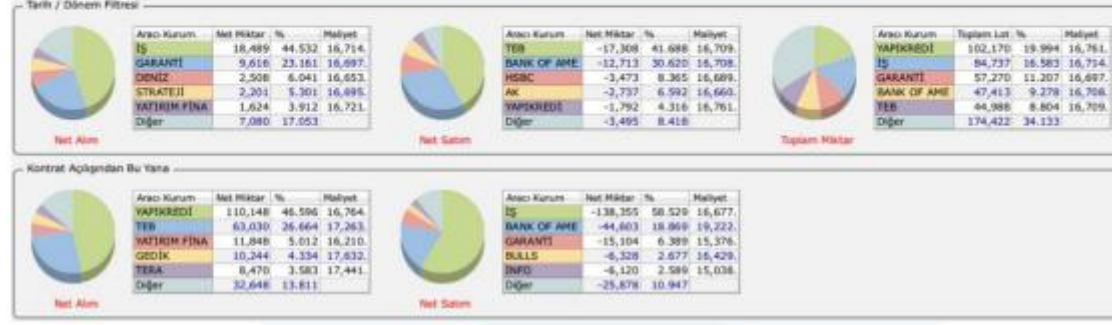 Tarih / Dönem Filtresi
Aracı Kurum Net Miktar % Maliyet
İŞ 18,489 44.532 16,714.
GARANTİ 9,616 23.161 16,697.
DENİZ 2,508 6.041 16,653.
STRATEJİ 2,201 5.301 16,695.
YATIRIM FİNA 1,624 3.912 16,721.
Diğer 7,080 17.053
Net Alım
Aracı Kurum Net Miktar % Maliyet
TEB -17,308 41.688 16,709.
BANK OF AME -12,713 30.620 16,708.
HSBC -3,473 8.365 16,689.
AK -2,737 6.592 16,660.
YAPIKREDİ -1,792 4.316 16,761.
Diğer -3,495 8.418
Net Satım
Aracı Kurum Toplam Lot % Maliyet
YAPIKREDİ 102,170 19.994 16,761.
İŞ 84,737 16.583 16,714.
GARANTİ 57,270 11.207 16,697.
BANK OF AME 47,413 9.278 16,708.
TEB 44,986 8.804 16,709.
Diğer 174,422 34.133
Toplam Miktar
Kontrat Açılışından Bu Yana
Aracı Kurum Net Miktar % Maliyet
YAPIKREDİ 110,148 46.596 16,764.
TEB 63,030 26.664 17,263.
YATIRIM FİNA 11,848 5.012 16,210.
GEDİK 10,244 4.334 17,632.
TERA 8,470 3.583 17,441.
Diğer 32,648 13.811
Net Alım
Aracı Kurum Net Miktar % Maliyet
İŞ -138,355 58.529 16,677.
BANK OF AME -44,603 18.869 19,222.
GARANTİ -15,104 6.389 15,376.
BULLS -6,328 2.677 16,429.
INFO -6,120 2.589 15,038.
Diğer -25,878 10.947
Net Satım